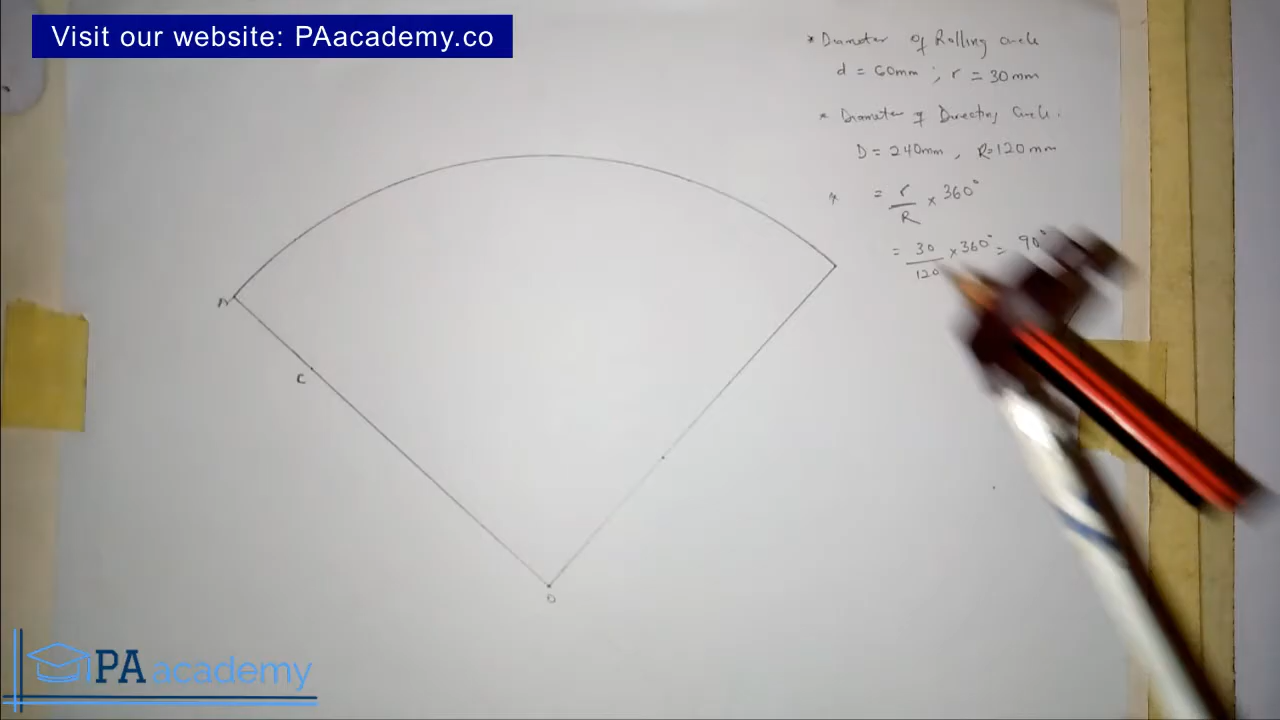 Visit our website: PAacademy.co
* Diameter of Rolling circle
d = 60mm ; r = 30mm
* Diameter of Directing Circle.
D = 240mm , R=120mm
* = r/R × 360°
= 30/120 × 360° = 90°
A
C
O
PA academy